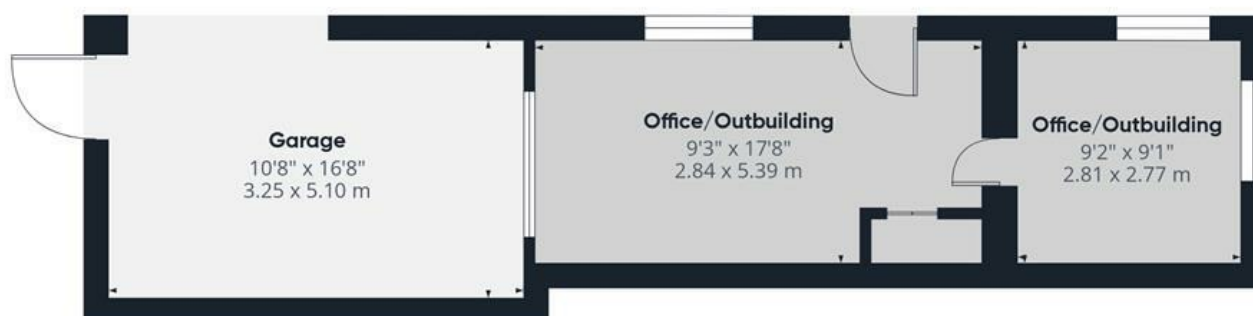 Garage
10'8" x 16'8"
3.25 x 5.10 m
Office/Outbuilding
9'3" x 17'8"
2.84 x 5.39 m
Office/Outbuilding
9'2" x 9'1"
2.81 x 2.77 m